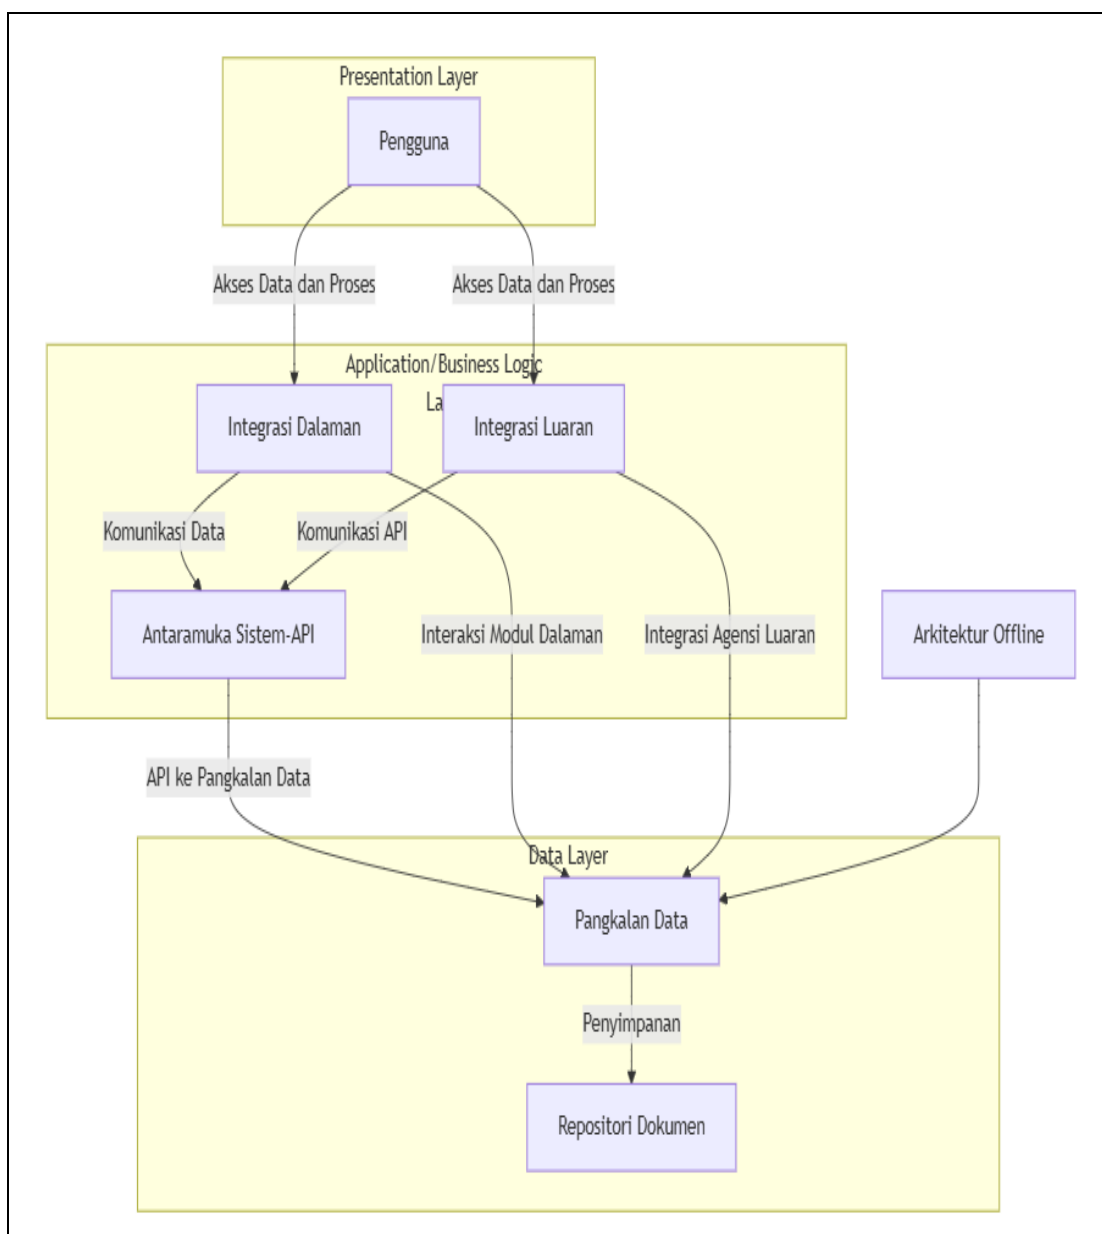 Presentation Layer
Pengguna
Akses Data dan Proses
Akses Data dan Proses
Application/Business Logic
La
Integrasi Dalaman
Integrasi Luaran
Komunikasi Data
Komunikasi API
Antaramuka Sistem-API
Interaksi Modul Dalaman
Integrasi Agensi Luaran
Arkitektur Offline
API ke Pangkalan Data
Data Layer
Pangkalan Data
Penyimpanan
Repositori Dokumen